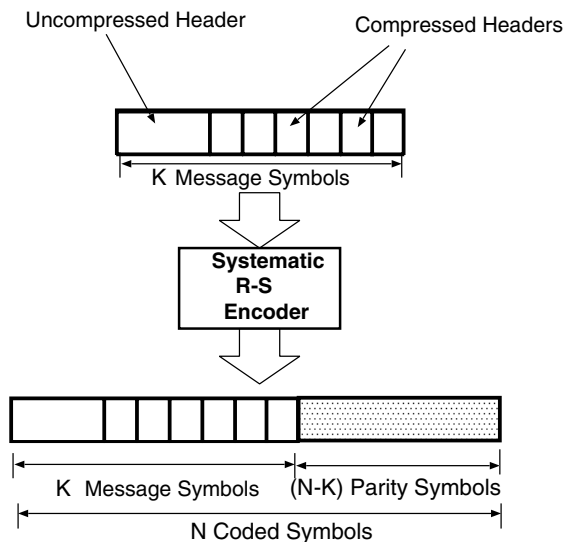 Uncompressed Header
Compressed Headers
K Message Symbols
Systematic
R-S
Encoder
K Message Symbols
(N-K) Parity Symbols
N Coded Symbols